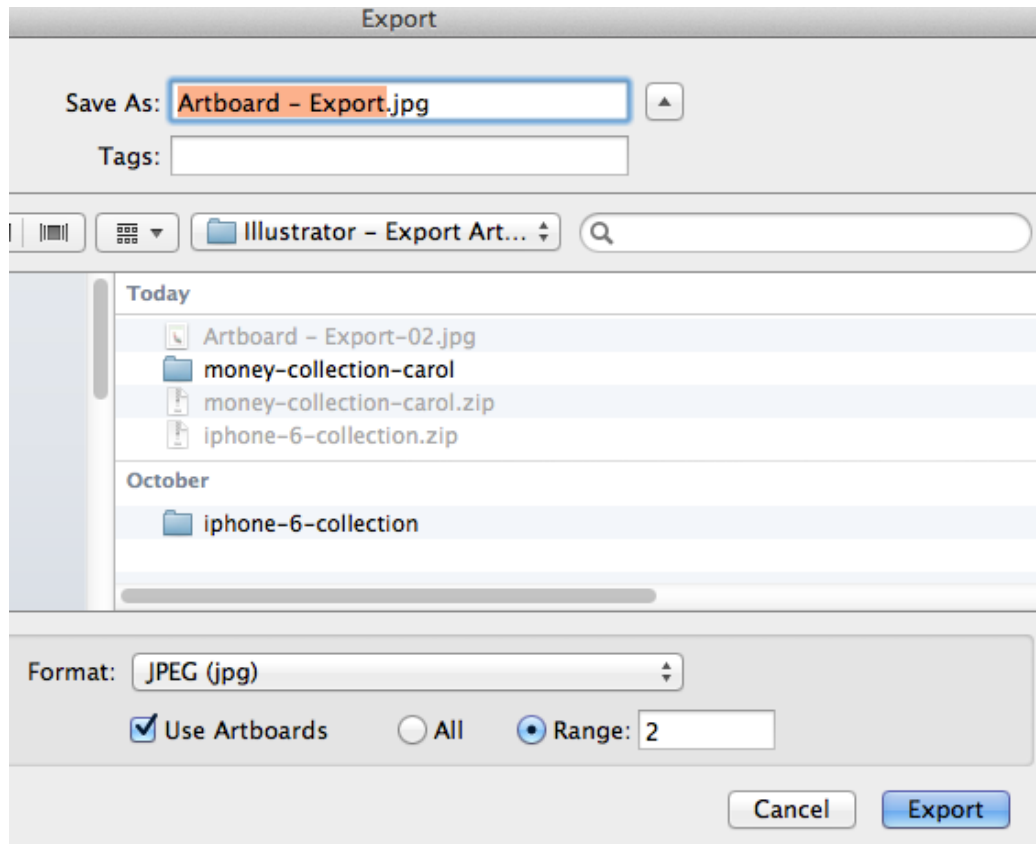 Export
Save As: Artboard – Export.jpg
Tags:
Illustrator – Export Art...
Today
Artboard – Export-02.jpg
money-collection-carol
money-collection-carol.zip
iphone-6-collection.zip
October
iphone-6-collection
Format: JPEG (jpg)
Use Artboards All Range: 2
Cancel Export